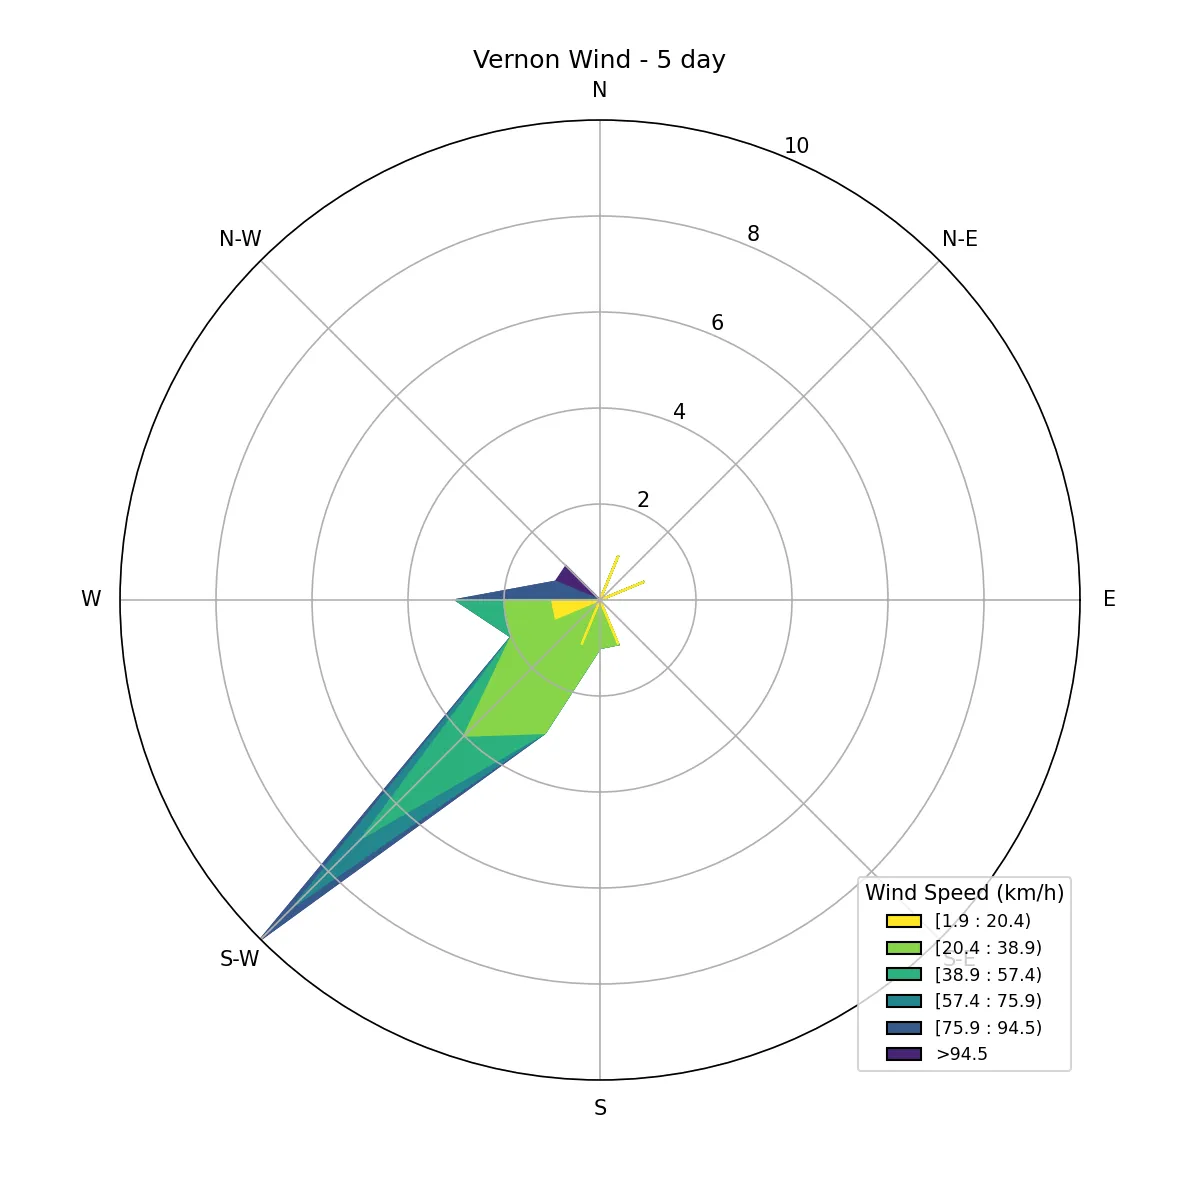 Vernon Wind - 5 day
N
10
N-W
N-E
8
6
4
2
W
E
Wind Speed (km/h)
[1.9 : 20.4)
[20.4 : 38.9)
S-W
S-E
[38.9 : 57.4)
[57.4 : 75.9)
[75.9 : 94.5)
>94.5
S